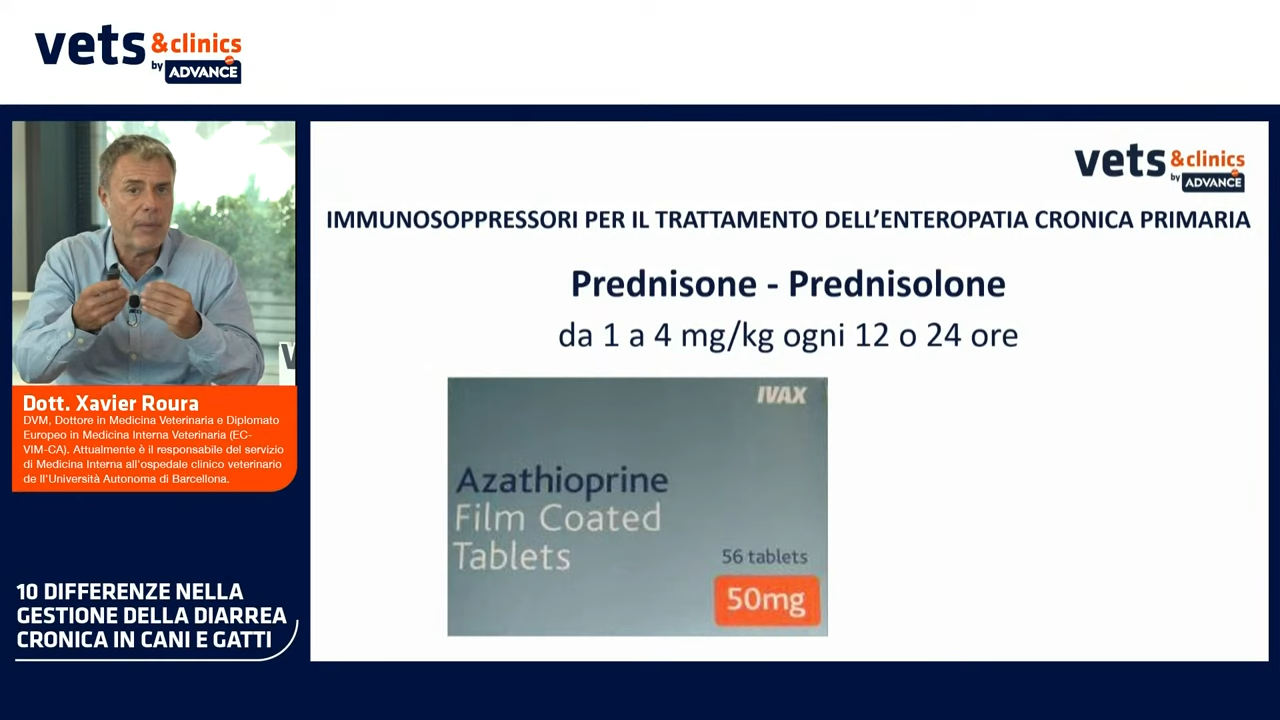 vets &clinics
by ADVANCE
vets &clinics
by ADVANCE
IMMUNOSOPPRESSORI PER IL TRATTAMENTO DELL'ENTEROPATIA CRONICA PRIMARIA
Prednisone - Prednisolone
da 1 a 4 mg/kg ogni 12 o 24 ore
IVAX
Azathioprine
Film Coated
Tablets
56 tablets
50mg
Dott. Xavier Roura
DVM, Dottore in Medicina Veterinaria e Diplomato
Europeo in Medicina Interna Veterinaria (EC-
VIM-CA). Attualmente è il responsabile del servizio
di Medicina Interna all'ospedale clinico veterinario
de ll'Università Autonoma di Barcellona.
10 DIFFERENZE NELLA
GESTIONE DELLA DIARREA
CRONICA IN CANI E GATTI